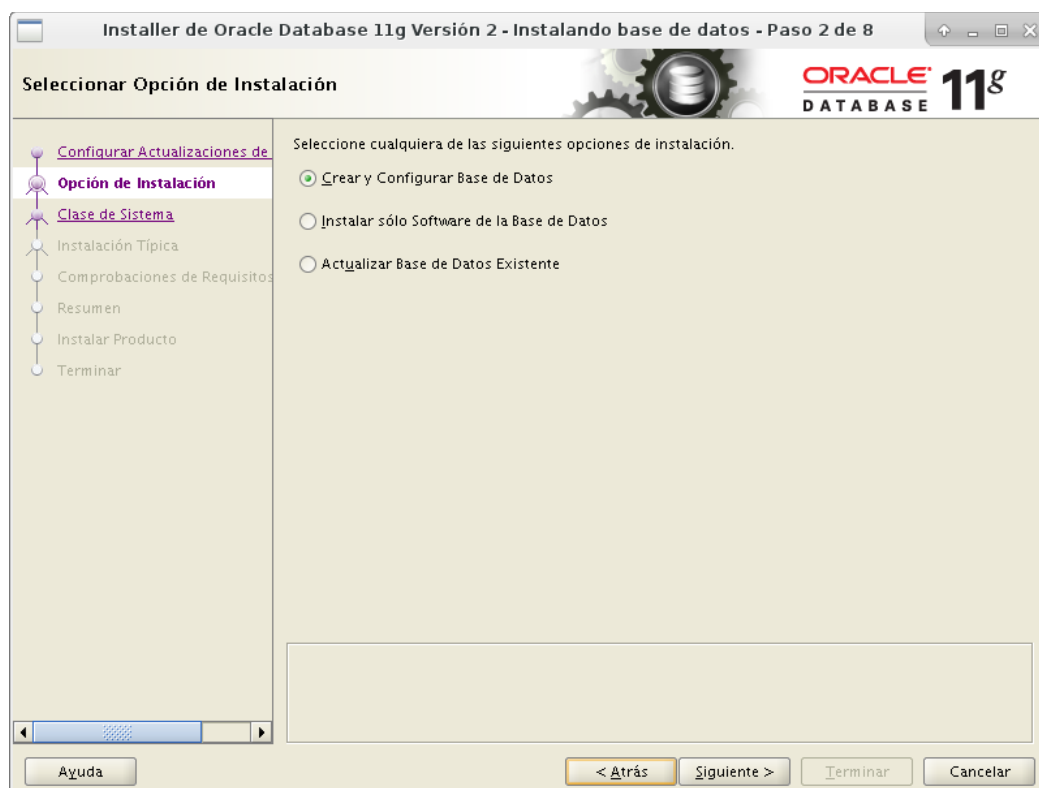 Installer de Oracle Database 11g Versión 2 - Instalando base de datos - Paso 2 de 8
Seleccionar Opción de Instalación
ORACLE DATABASE 11g
Configurar Actualizaciones de
Opción de Instalación
Clase de Sistema
Instalación Típica
Comprobaciones de Requisitos
Resumen
Instalar Producto
Terminar
Seleccione cualquiera de las siguientes opciones de instalación.
Crear y Configurar Base de Datos
Instalar sólo Software de la Base de Datos
Actualizar Base de Datos Existente
Ayuda
< Atrás
Siguiente >
Terminar
Cancelar